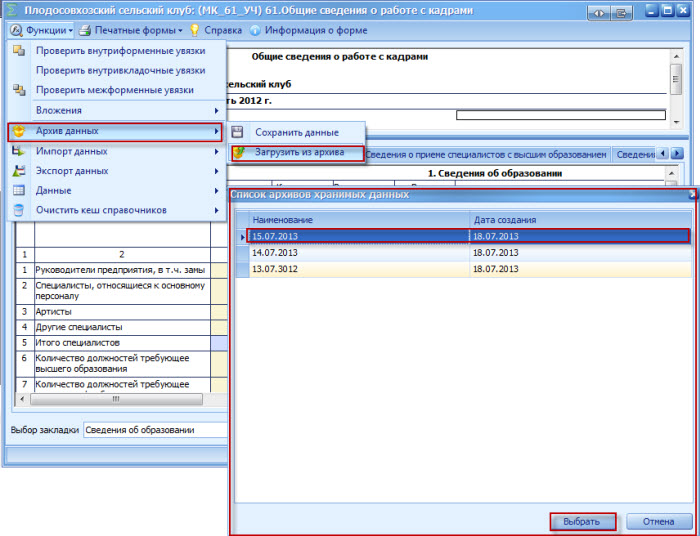 Плодосовхозский сельский клуб: (МК_61_УЧ) 61.Общие сведения о работе с кадрами
Функции Печатные формы Справка Информация о форме
Проверить внутриформенные увязки
Проверить внутривкладочные увязки
Проверить межформенные увязки
Вложения
Архив данных
Импорт данных
Экспорт данных
Данные
Очистить кеш справочников
Общие сведения о работе с кадрами
сельский клуб
ть 2012 г.
Сохранить данные
Загрузить из архива
Сведения о приеме специалистов с высшим образованием Сведени
1. Сведения об образовании
Список архивов хранимых данных
Наименование Дата создания
15.07.2013 18.07.2013
14.07.2013 18.07.2013
13.07.3012 18.07.2013
1 2
1 Руководители предприятия, в т.ч. замы
2 Специалисты, относящиеся к основному
персоналу
3 Артисты
4 Другие специалисты
5 Итого специалистов
6 Количество должностей требующее
высшего образования
7 Количество должностей требующее
Выбор закладки Сведения об образовании
Выбрать Отмена